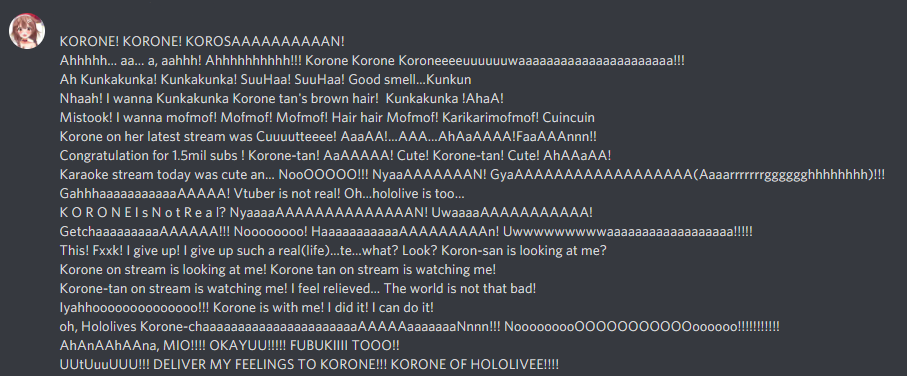 KORONE! KORONE! KOROSAAAAAAAAAAN!
Ahhhhh... aa... a, aahhh! Ahhhhhhhhhh!!! Korone Korone Koroneeeeuuuuuuwaaaaaaaaaaaaaaaaaaaaaaa!!!
Ah Kunkakunka! Kunkakunka! SuuHaa! SuuHaa! Good smell...Kunkun
Nhaah! I wanna Kunkakunka Korone tan's brown hair!  Kunkakunka !AhaA!
Mistook! I wanna mofmof! Mofmof! Mofmof! Hair hair Mofmof! Karikarimofmof! Cuincuin
Korone on her latest stream was Cuuuutteeee! AaaAA!...AAA...AhAaAAAA!FaaAAAnnn!!
Congratulation for 1.5mil subs ! Korone-tan! AaAAAAA! Cute! Korone-tan! Cute! AhAAaAA!
Karaoke stream today was cute an... NooOOOOO!!! NyaaAAAAAAAN! GyaAAAAAAAAAAAAAAAAAA(Aaaarrrrrrrgggggghhhhhhhh)!!!
GahhhaaaaaaaaaaaAAAAA! Vtuber is not real! Oh...hololive is too...
K O R O N E I s N o t R e a l? NyaaaaAAAAAAAAAAAAAAN! UwaaaaAAAAAAAAAAA!
GetchaaaaaaaaaAAAAAA!!! Noooooooo! HaaaaaaaaaaaAAAAAAAAAn! Uwwwwwwwwwaaaaaaaaaaaaaaaaaa!!!!!
This! Fxxk! I give up! I give up such a real(life)...te...what? Look? Koron-san is looking at me?
Korone on stream is looking at me! Korone tan on stream is watching me!
Korone-tan on stream is watching me! I feel relieved... The world is not that bad!
Iyahhoooooooooooooo!!! Korone is with me! I did it! I can do it!
oh, Hololives Korone-chaaaaaaaaaaaaaaaaaaaaaaAAAAAaaaaaaaNnnn!!! NooooooooOOOOOOOOOOOoooooo!!!!!!!!!!!
AhAnAAhAAna, MIO!!!! OKAYUU!!!!! FUBUKIIII TOOO!!
UUtUuuUUU!!! DELIVER MY FEELINGS TO KORONE!!! KORONE OF HOLOLIVEE!!!!